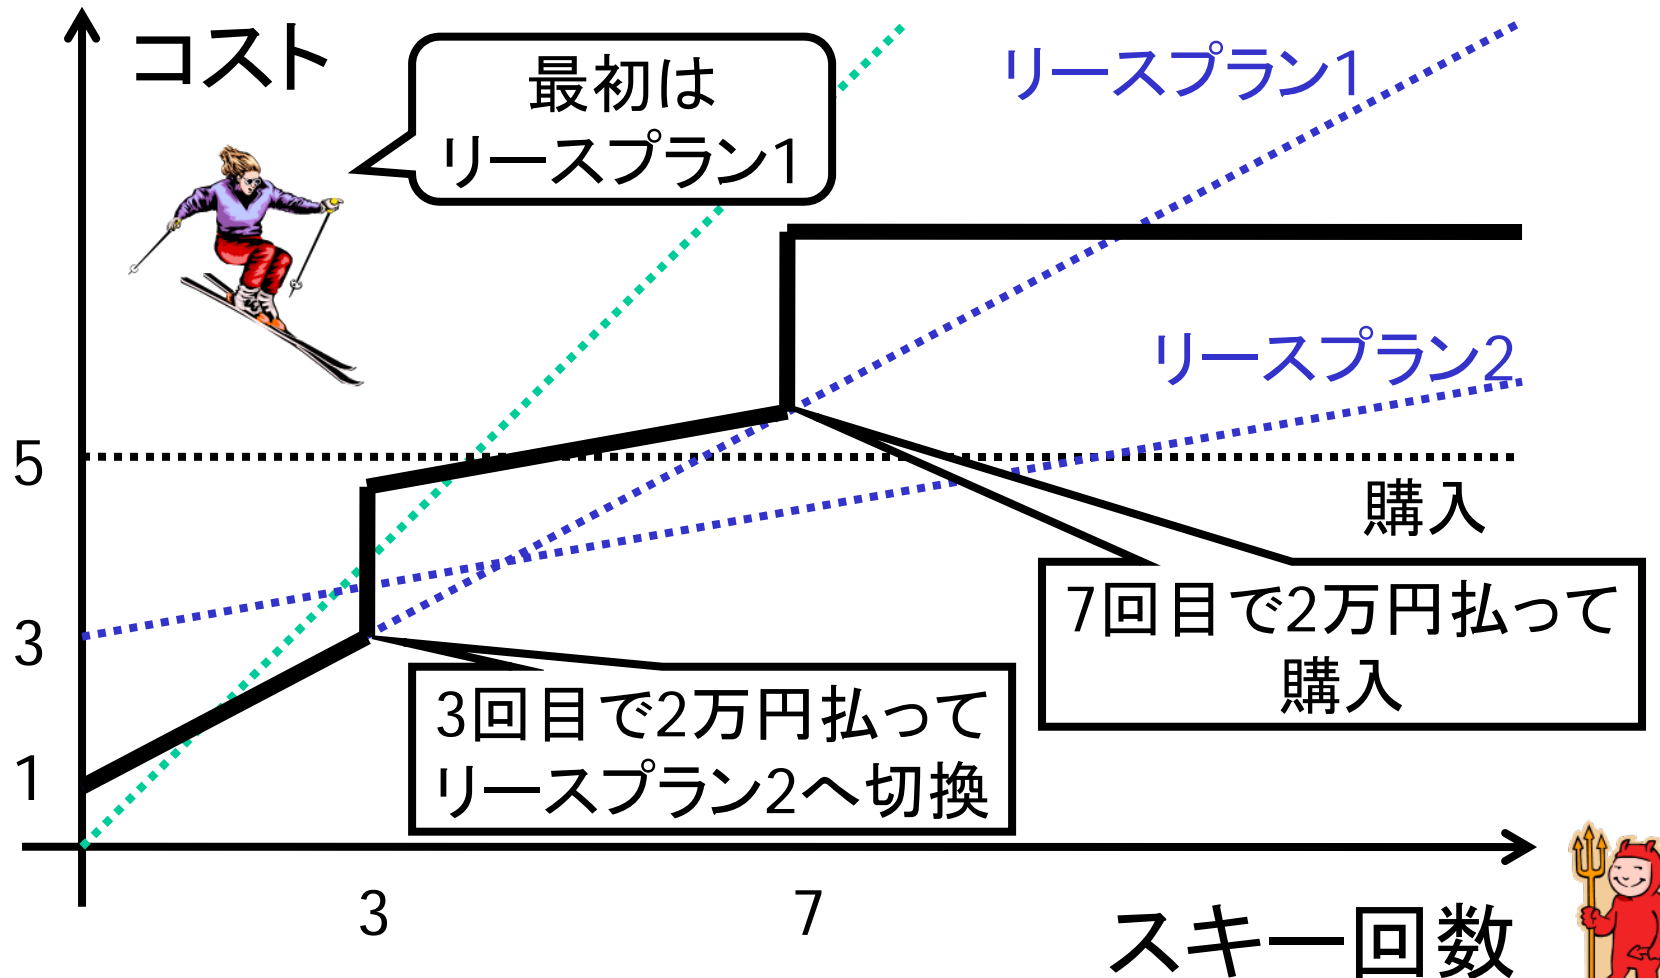 コスト
最初は
リースプラン1
リースプラン1
リースプラン2
5
購入
7回目で2万円払って
購入
3
3回目で2万円払って
リースプラン2へ切換
1
3
7
スキー回数